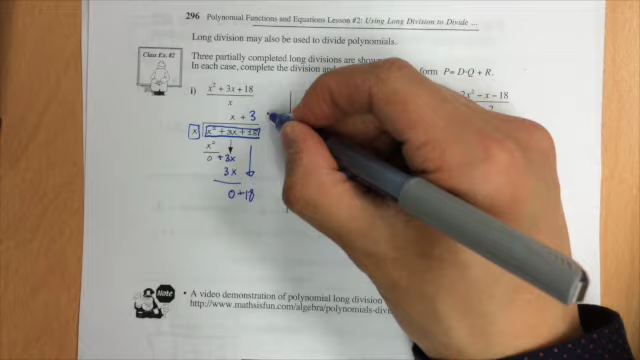 296 Polynomial Functions and Equations Lesson #2: Using Long Division to Divide ...
Long division may also be used to divide polynomials.
Class Ex. #2
Three partially completed long divisions are
In each case, complete the division and form P = D·Q + R.
i) x² + 3x + 18
x
x² - x - 18
x + 3
x x² + 3x + 18
x²
0 + 3x
3x
0 + 18
Note
• A video demonstration of polynomial long division
http://www.mathsisfun.com/algebra/polynomials-div